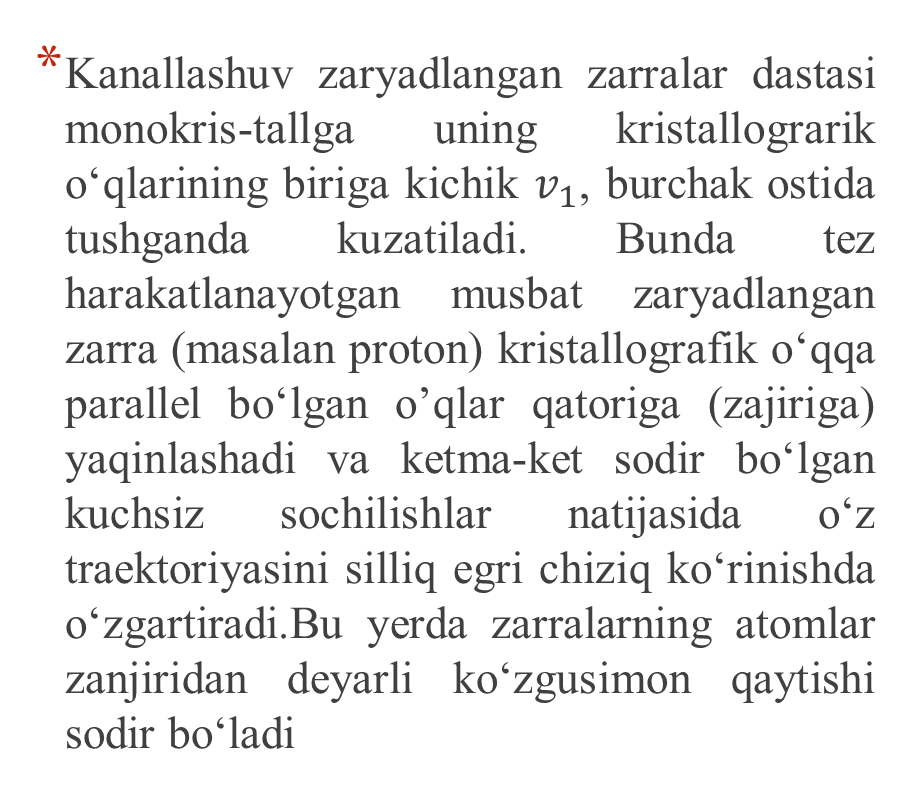 *Kanallashuv zaryadlangan zarralar dastasi
monokris-tallga uning kristallograrik
o‘qlarining biriga kichik 𝑣₁, burchak ostida
tushganda kuzatiladi. Bunda tez
harakatlanayotgan musbat zaryadlangan
zarra (masalan proton) kristallografik o‘qqa
parallel bo‘lgan o’qlar qatoriga (zajiriga)
yaqinlashadi va ketma-ket sodir bo‘lgan
kuchsiz sochilishlar natijasida o‘z
traektoriyasini silliq egri chiziq ko‘rinishda
o‘zgartiradi.Bu yerda zarralarning atomlar
zanjiridan deyarli ko‘zgusimon qaytishi
sodir bo‘ladi